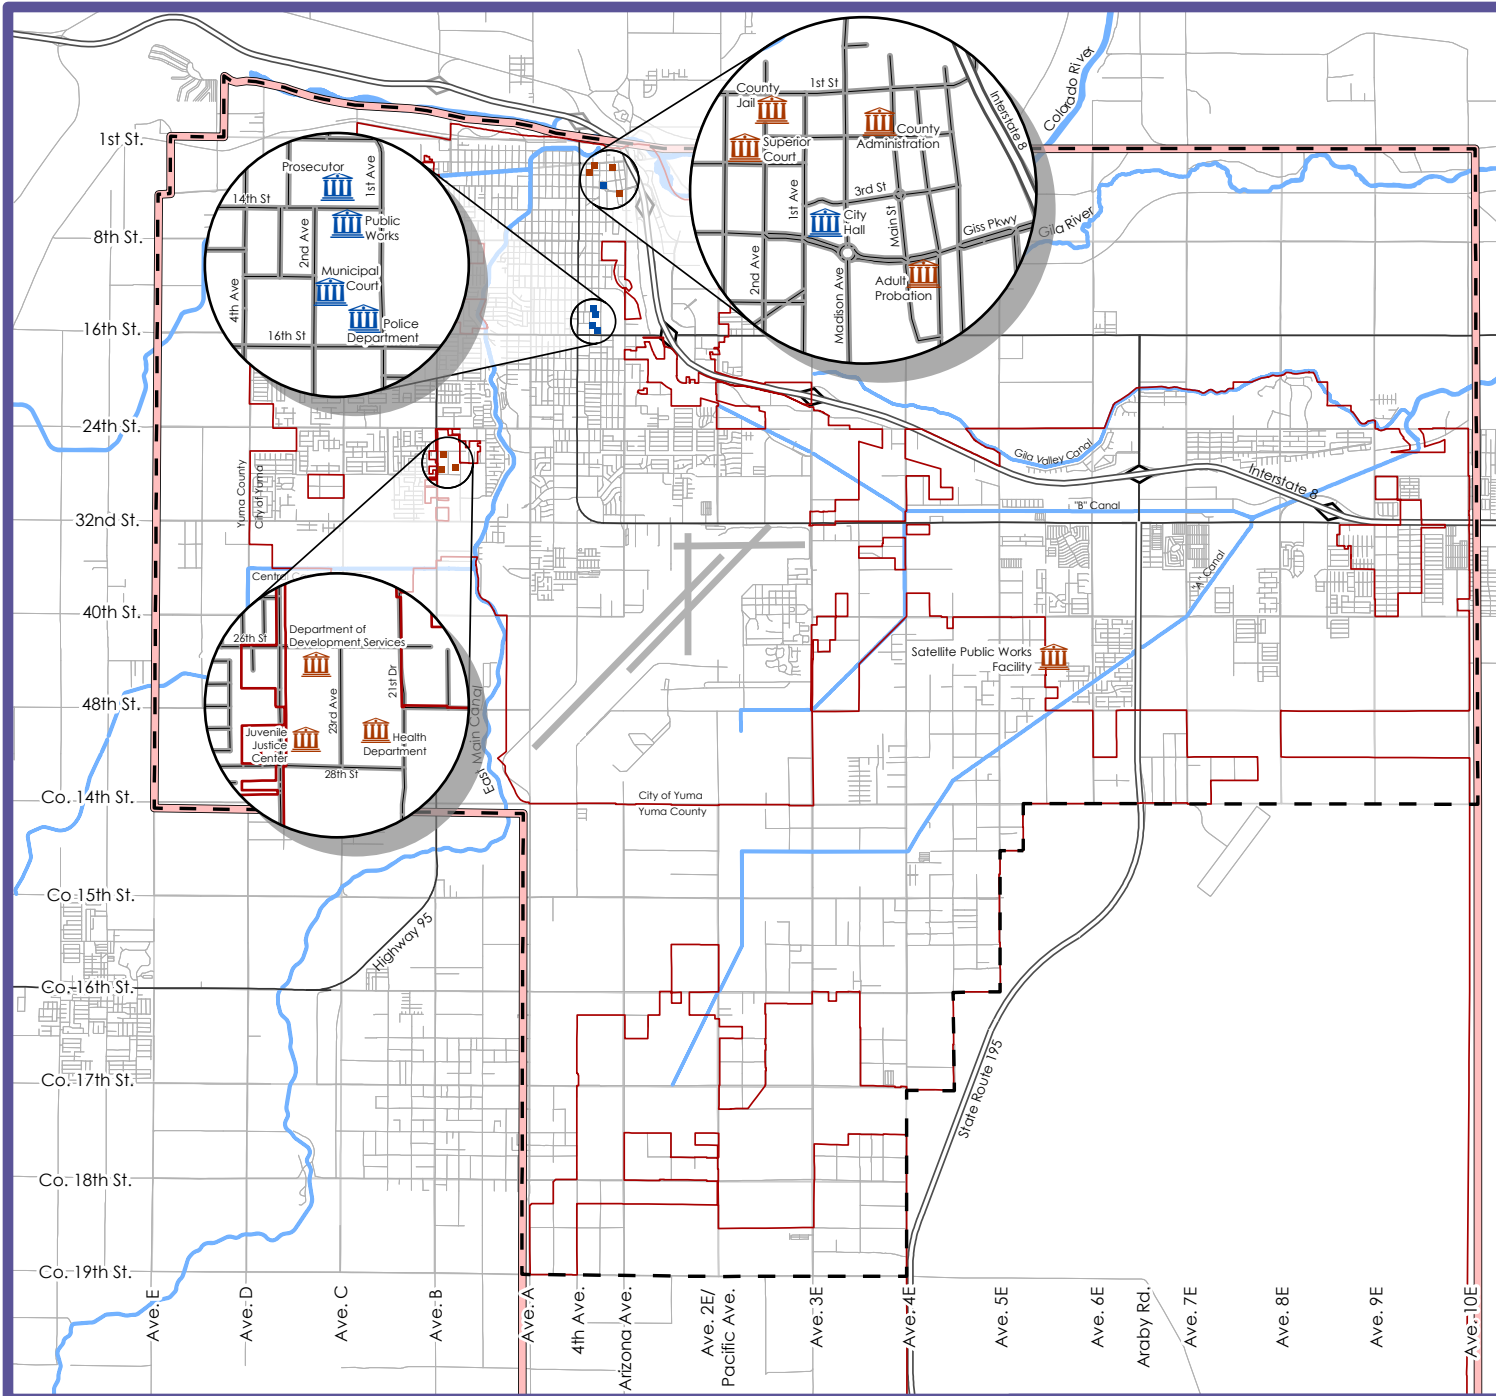 1st St.
8th St.
16th St.
24th St.
32nd St.
40th St.
48th St.
Co. 14th St.
Co 15th St.
Co. 16th St.
Co. 17th St.
Co. 18th St.
Co. 19th St.
Prosecutor
14th St
1st Ave
2nd Ave
Public
Works
Municipal
Court
4th Ave
16th St
Police
Department
County
Jail
1st St
Superior
Court
County
Administration
Interstate 8
1st Ave
3rd St
City
Hall
Main St
Giss Pkwy
2nd Ave
Madison Ave
Adult
Probation
Colorado River
Gila River
Gila Valley Canal
Interstate 8
"B" Canal
"A" Canal
Yuma County
City of Yuma
Centr
26th St
Department of
Development Services
23rd Ave
21st Dr
Juvenile
Justice
Center
Health
Department
28th St
East Main Canal
Satellite Public Works
Facility
City of Yuma
Yuma County
Highway 95
State Route 195
Ave. E
Ave. D
Ave. C
Ave. B
Ave. A
4th Ave.
Arizona Ave.
Ave. 2E/
Pacific Ave.
Ave. 3E
Ave. 4E
Ave. 5E
Ave. 6E
Araby Rd.
Ave. 7E
Ave. 8E
Ave. 9E
Ave. 10E